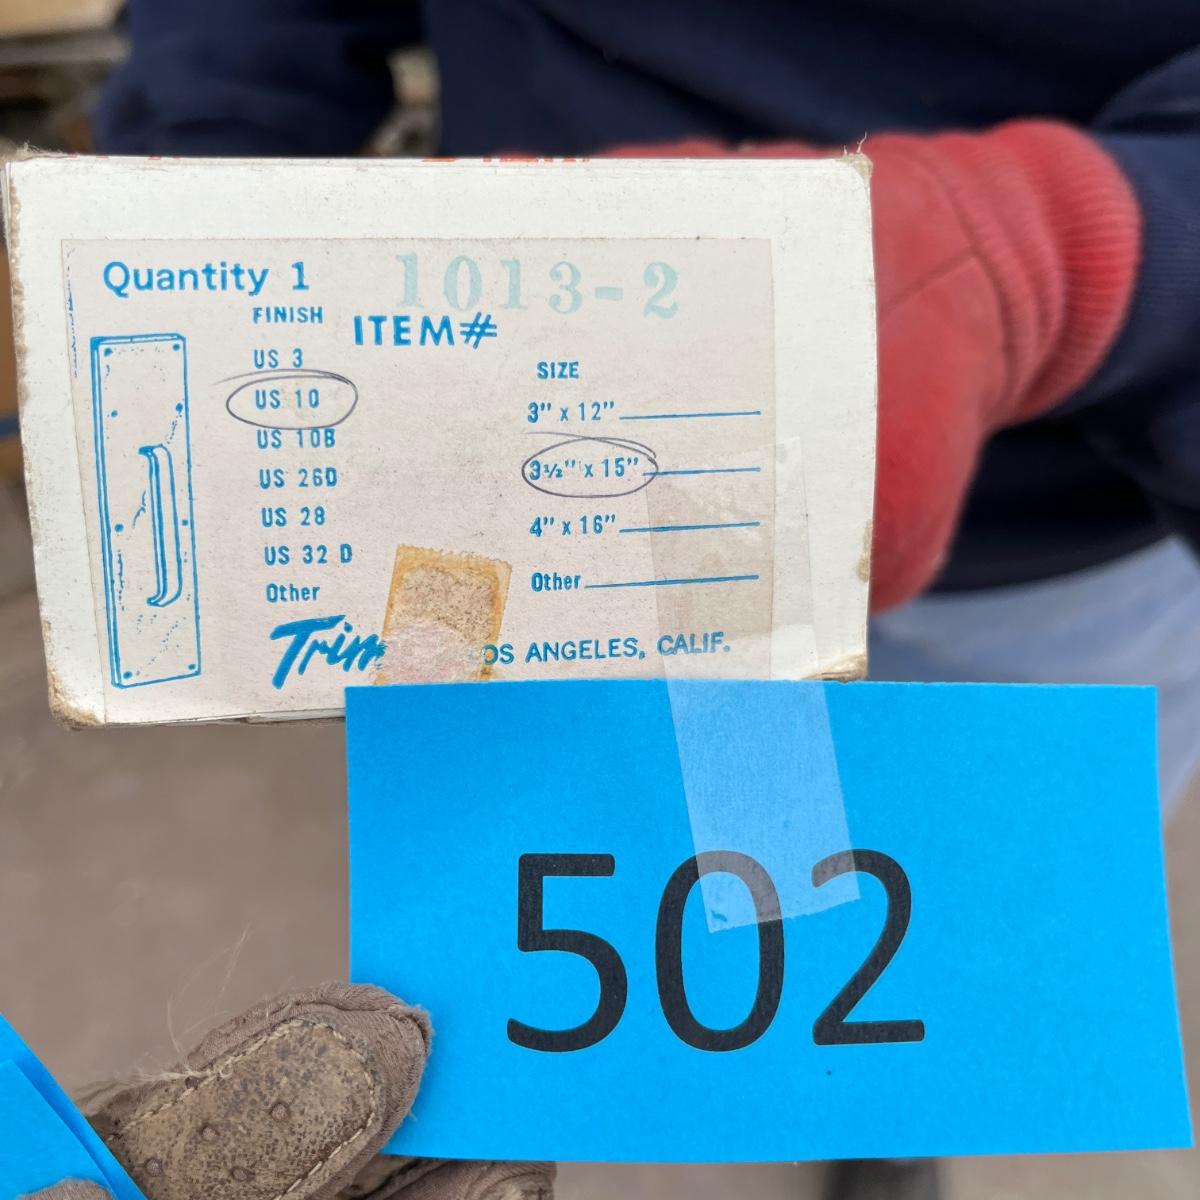 Quantity 1
1013-2
FINISH
ITEM#
US 3
US 10
US 10B
US 26D
US 28
US 32 D
Other
SIZE
3" x 12"
3½" x 15"
4" x 16"
Other
Trim
OS ANGELES, CALIF.
502